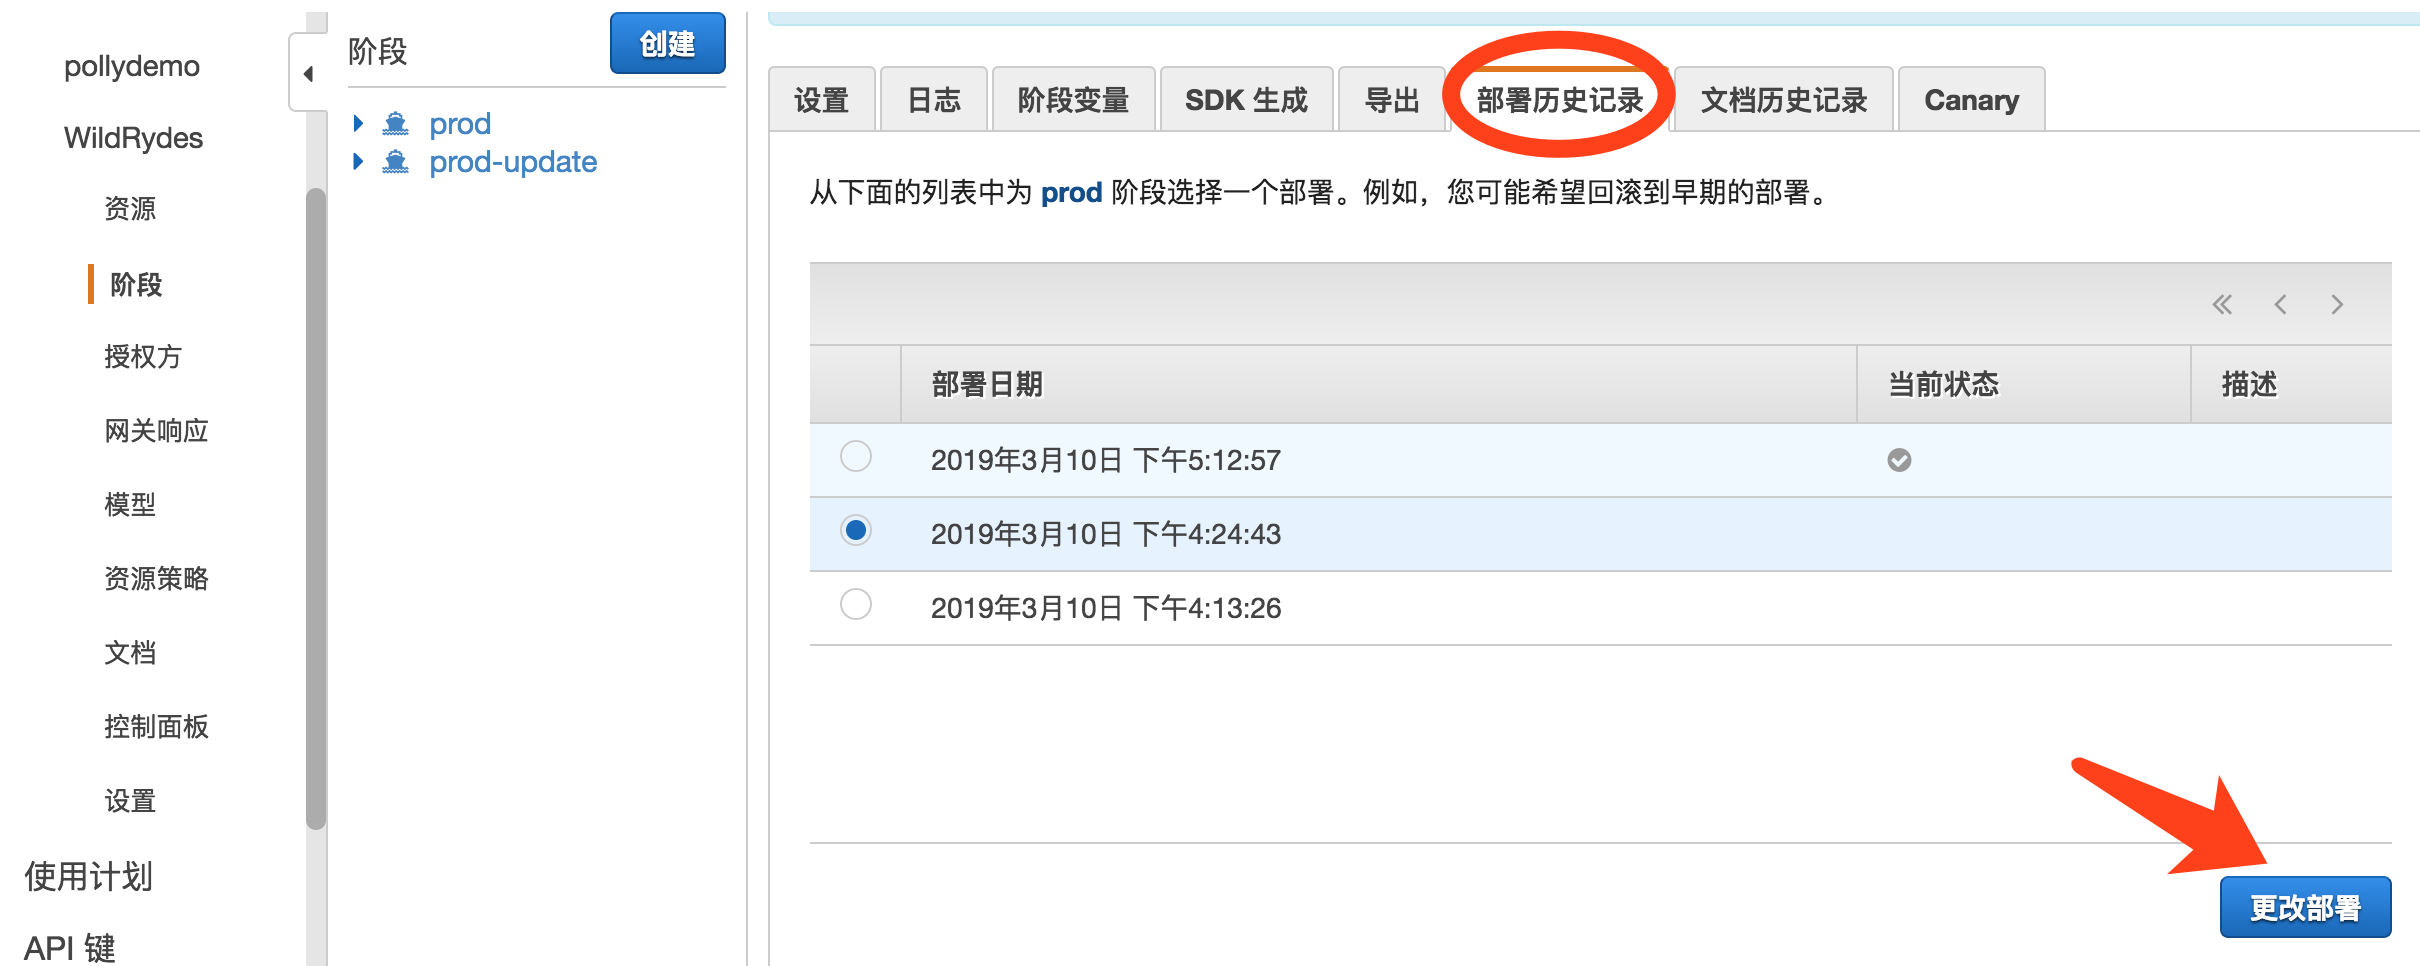 pollydemo
WildRydes
资源
阶段
授权方
网关响应
模型
资源策略
文档
控制面板
设置
使用计划
API 键
阶段
创建
prod
prod-update
设置
日志
阶段变量
SDK 生成
导出
部署历史记录
文档历史记录
Canary
从下面的列表中为 prod 阶段选择一个部署。例如，您可能希望回滚到早期的部署。
部署日期
当前状态
描述
2019年3月10日 下午5:12:57
2019年3月10日 下午4:24:43
2019年3月10日 下午4:13:26
更改部署